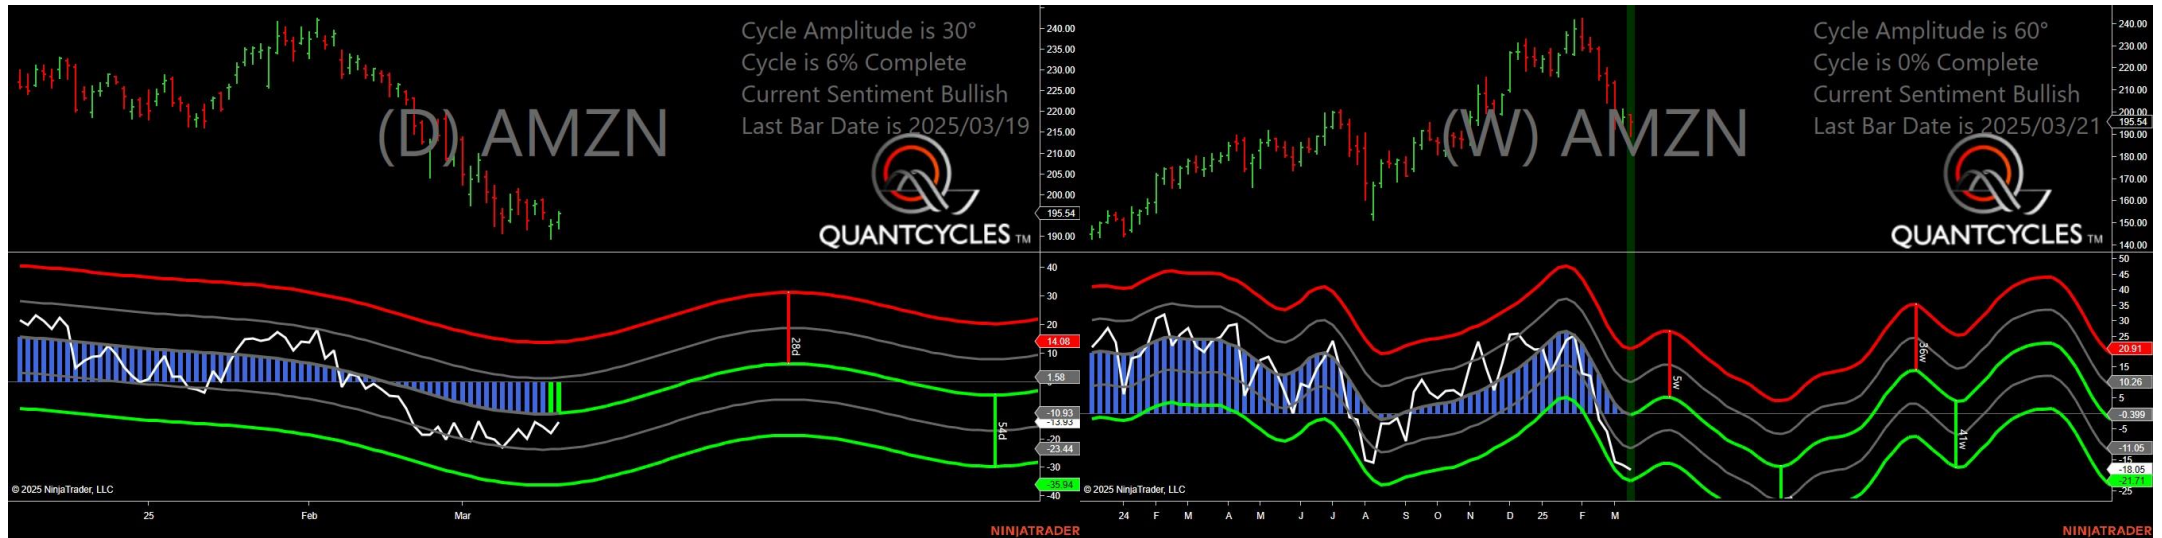 Cycle Amplitude is 30°
Cycle is 6% Complete
Current Sentiment Bullish
Last Bar Date is 2025/03/19
(D) AMZN
QUANTCYCLES TM
240.00
235.00
230.00
225.00
220.00
215.00
210.00
205.00
200.00
195.54
190.00
40
30
20
14.08
10
1.58
-10.93
-13.93
-20
-23.44
-30
-35.94
-40
28d
54d
© 2025 NinjaTrader, LLC
25
Feb
Mar
NINJATRADER
Cycle Amplitude is 60°
Cycle is 0% Complete
Current Sentiment Bullish
Last Bar Date is 2025/03/21
(W) AMZN
QUANTCYCLES TM
240.00
230.00
220.00
210.00
200.00
195.54
190.00
180.00
170.00
160.00
150.00
140.00
50
45
40
35
30
25
20.91
15
10.26
5
-0.399
-5
-11.05
-15
-18.05
-21.71
-25
5w
36w
41w
© 2025 NinjaTrader, LLC
24 F M A M J J A S O N D 25 F M
NINJATRADER